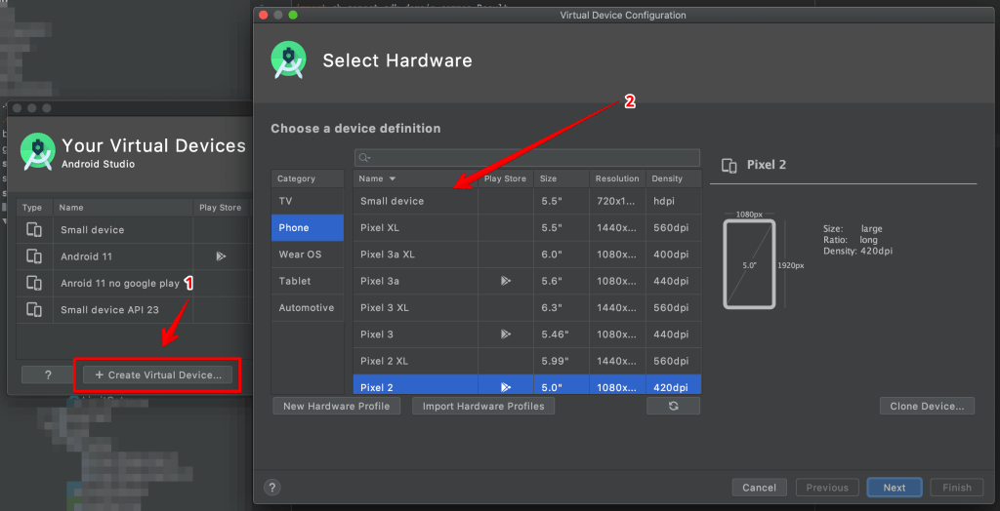 Virtual Device Configuration
Select Hardware
2
Choose a device definition
Your Virtual Devices
Android Studio
Type Name Play Store
Small device
Android 11
Anroid 11 no google play
1
Small device API 23
?
+ Create Virtual Device...
Category
TV
Phone
Wear OS
Tablet
Automotive
Name Play Store Size Resolution Density
Small device 5.5" 720x1... hdpi
Pixel XL 5.5" 1440x... 560dpi
Pixel 3a XL 6.0" 1080x... 400dpi
Pixel 3a 5.6" 1080x... 440dpi
Pixel 3 XL 6.3" 1440x... 560dpi
Pixel 3 5.46" 1080x... 440dpi
Pixel 2 XL 5.99" 1440x... 560dpi
Pixel 2 5.0" 1080x... 420dpi
New Hardware Profile
Import Hardware Profiles
Pixel 2
1080px
5.0"
1920px
Size: large
Ratio: long
Density: 420dpi
Clone Device...
?
Cancel
Previous
Next
Finish